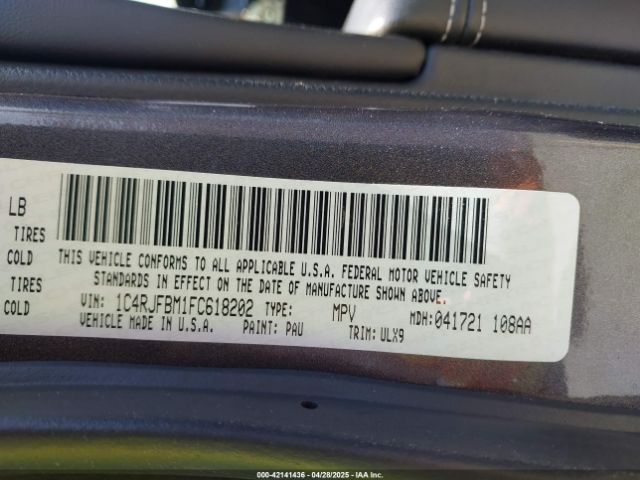 LB
TIRES
COLD
TIRES
COLD
THIS VEHICLE CONFORMS TO ALL APPLICABLE U.S.A. FEDERAL MOTOR VEHICLE SAFETY
STANDARDS IN EFFECT ON THE DATE OF MANUFACTURE SHOWN ABOVE.
VIN: 1C4RJFBM1FC618202 TYPE: MPV MDH:041721 108AA
VEHICLE MADE IN U.S.A. PAINT: PAU TRIM: ULX9
000-42141436 - 04/28/2025 - IAA Inc.